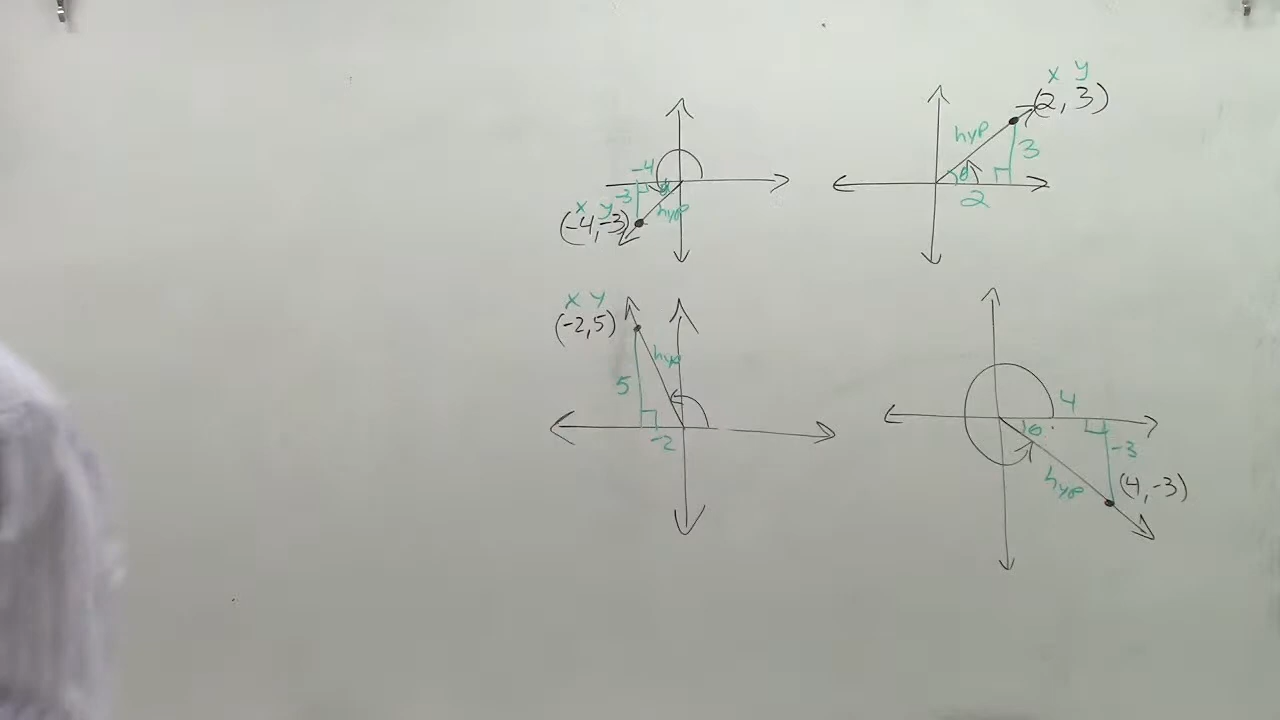 x y
(-4,-3)
-4
-3
θ
hyp
x y
(2, 3)
hyp
3
θ
2
x y
(-2,5)
hyp
5
-2
4
θ
-3
hyp
(4,-3)